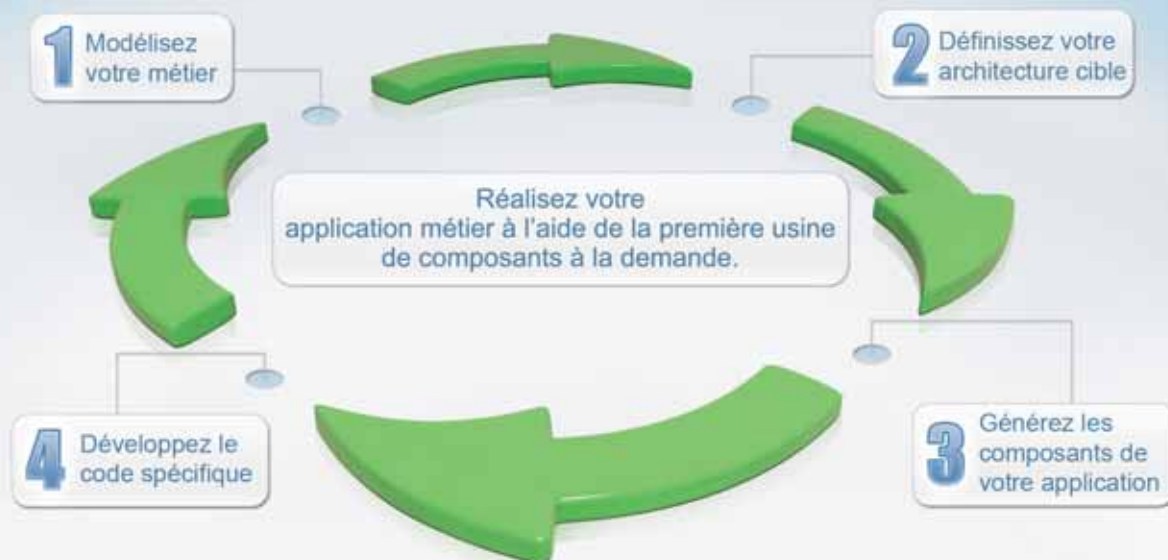 1 Modélisez
votre métier
2 Définissez votre
architecture cible
Réalisez votre
application métier à l'aide de la première usine
de composants à la demande.
3 Générez les
composants de
votre application
4 Développez le
code spécifique